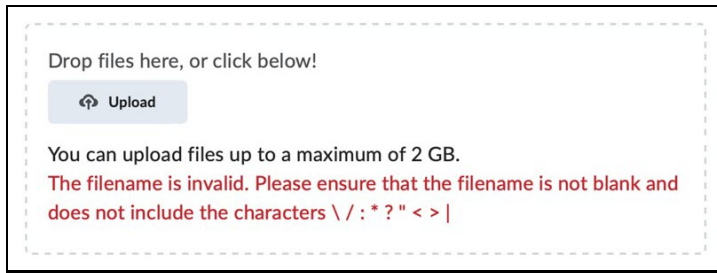 Drop files here, or click below!
Upload
You can upload files up to a maximum of 2 GB.
The filename is invalid. Please ensure that the filename is not blank and
does not include the characters \ / : * ? " < > |